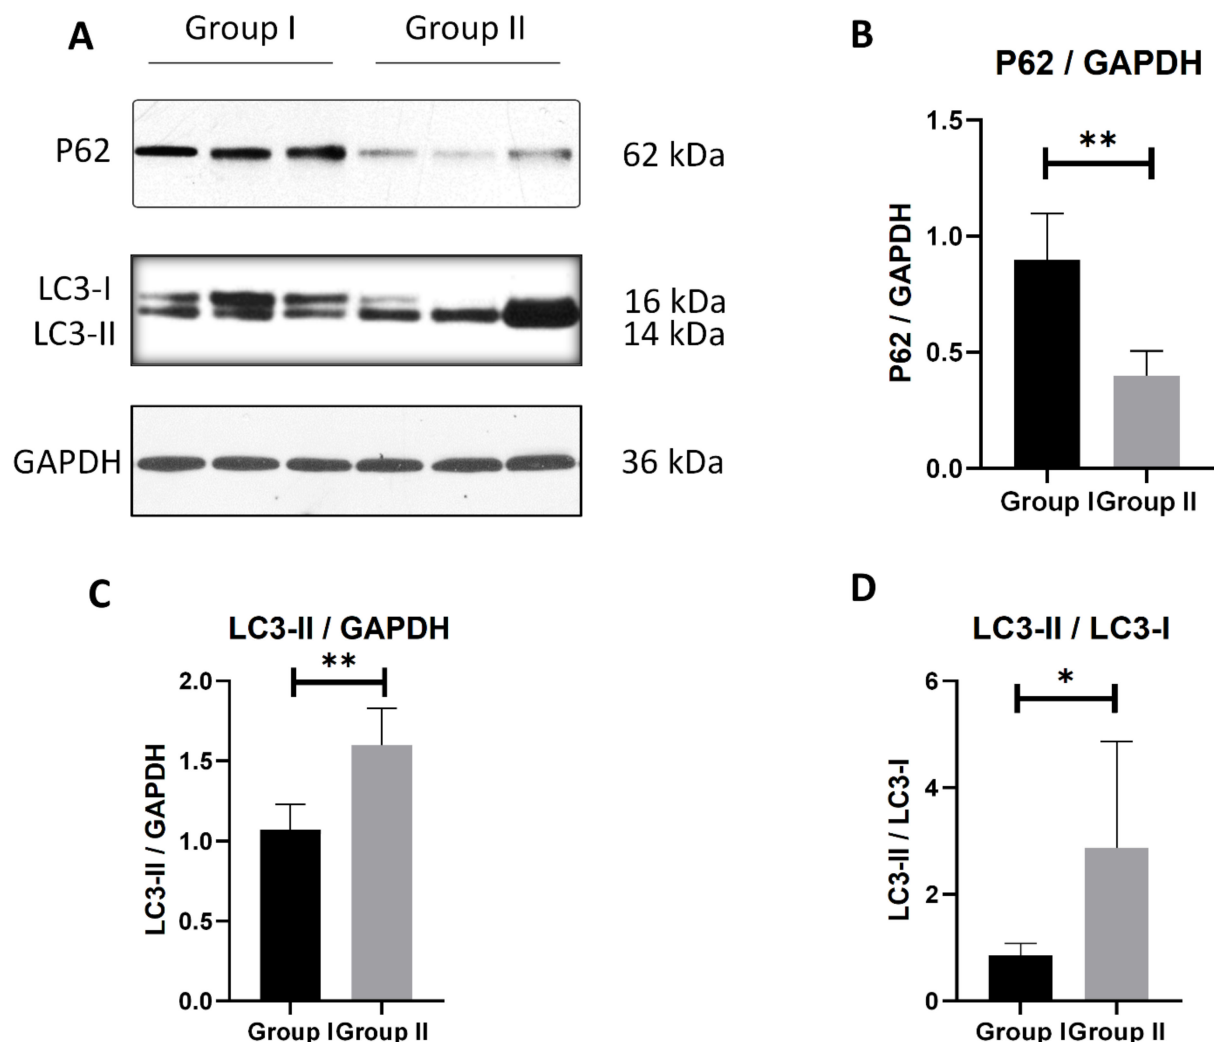 A
Group I
Group II
P62
62 kDa
LC3-I
16 kDa
LC3-II
14 kDa
GAPDH
36 kDa
B
P62 / GAPDH
**
P62 / GAPDH
1.5
1.0
0.5
0.0
Group I
Group II
C
LC3-II / GAPDH
**
LC3-II / GAPDH
2.0
1.5
1.0
0.5
0.0
Group I
Group II
D
LC3-II / LC3-I
*
LC3-II / LC3-I
6
4
2
0
Group I
Group II